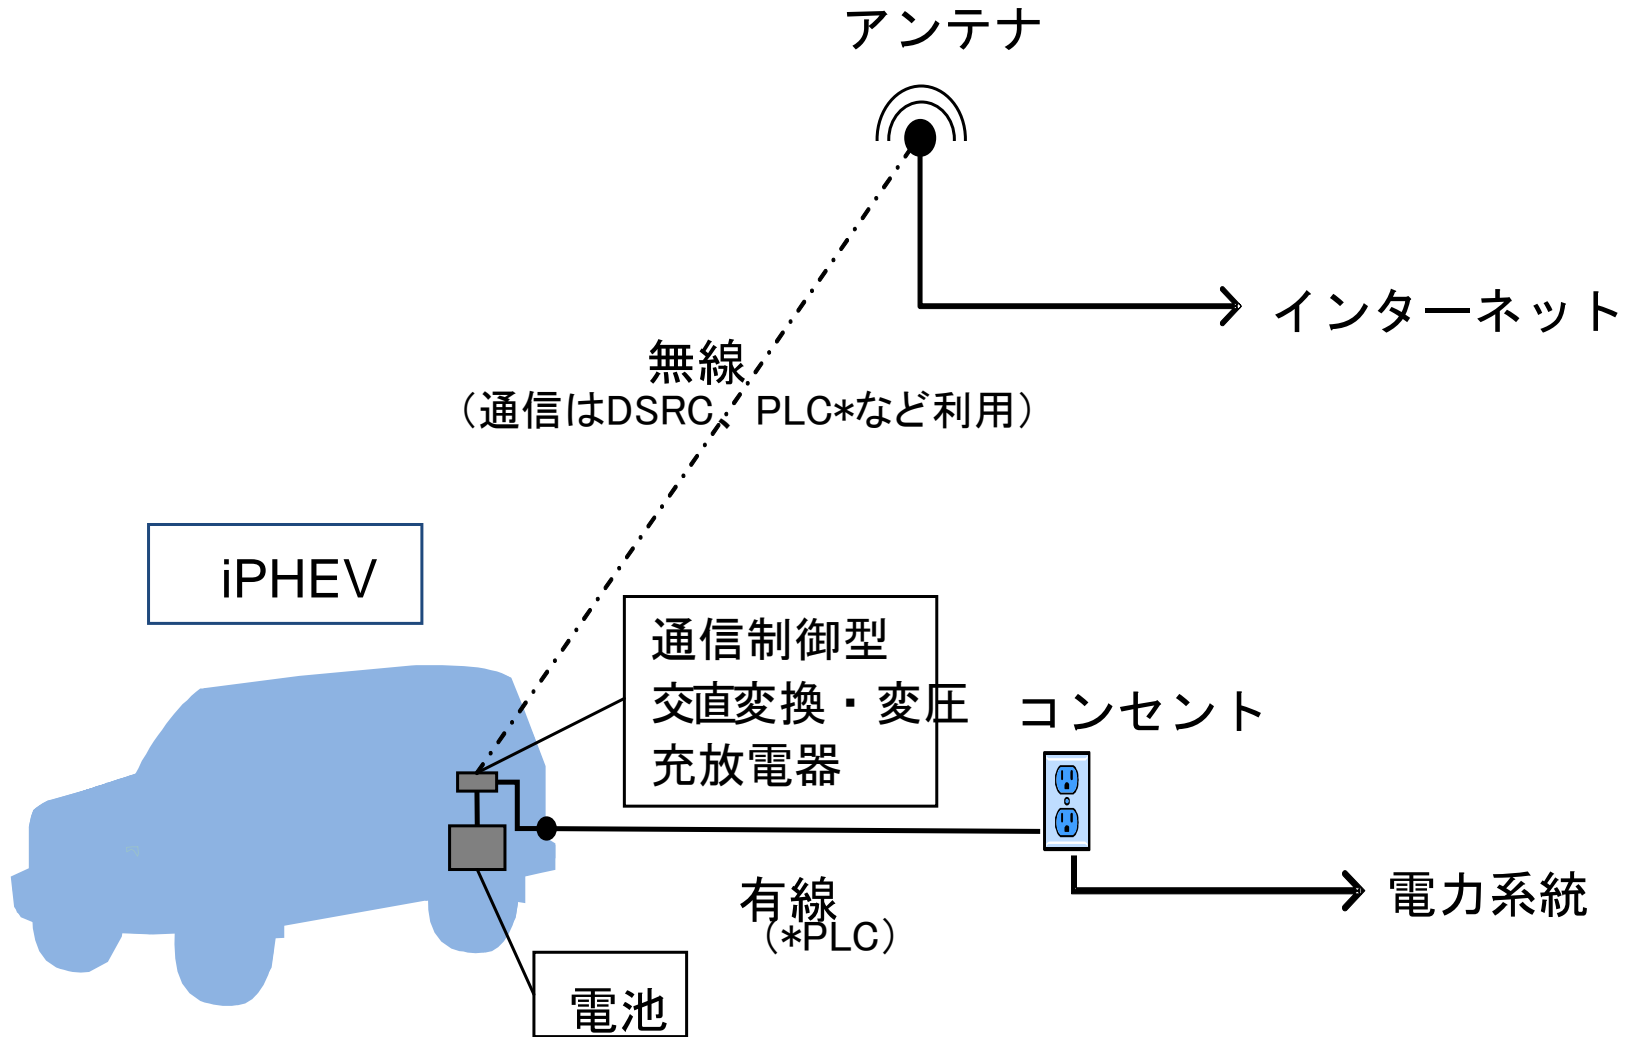 アンテナ
インターネット
無線
（通信はDSRC、PLC*などど利用）
iPHEV
通信制御型
交直変換・変圧
充放電器
コンセント
有線
（*PLC）
電力系統
電池